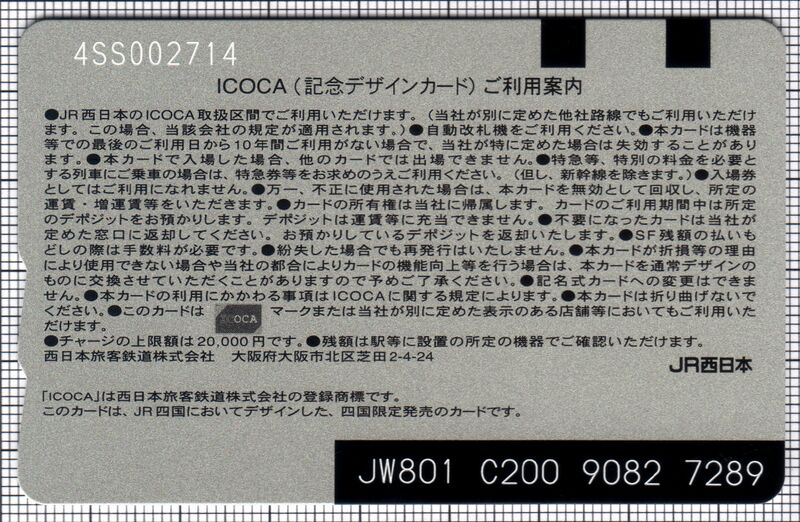 4SS002714
ICOCA（記念デザインカード）ご利用案内
●JR西日本のICOCA取扱区間でご利用いただけます。（当社が別に定めた他社路線でもご利用いただけ
ます。この場合、当該会社の規定が適用されます。）●自動改札機をご利用ください。●本カードは機器
等での最後のご利用日から10年間ご利用がない場合で、当社が特に定めた場合は失効することがありま
す。●本カードで入場した場合、他のカードでは出場できません。●特急等、特別の料金を必要と
する列車にご乗車の場合は、特急券等をお求めのうえご利用ください。（但し、新幹線を除きます。）●入場券
としてはご利用になれません。●万一、不正に使用された場合は、本カードを無効として回収し、所定の
運賃・増運賃等をいただきます。●カードの所有権は当社に帰属します。カードのご利用期間中は所定
のデポジットをお預かりします。デポジットは運賃等に充当できません。●不要になったカードは当社が
定めた窓口に返却してください。お預かりしているデポジットを返却いたします。●SF残額の払いも
どしの際は手数料が必要です。●紛失した場合でも再発行はいたしません。●本カードが折損等の理由
により使用できない場合や当社の都合によりカードの機能向上等を行う場合は、本カードを通常デザインの
ものに交換させていただくことがありますので予めご了承ください。●記名式カードへの変更はできま
せん。●本カードの利用にかかわる事項はICOCAに関する規定によります。●本カードは折り曲げないで
ください。●このカードは ICOCA マークまたは当社が別に定めた表示のある店舗等においてもご利用いた
だけます。
●チャージの上限額は20,000円です。●残額は駅等に設置の所定の機器でご確認いただけます。
西日本旅客鉄道株式会社 大阪府大阪市北区芝田2-4-24
JR西日本
「ICOCA」は西日本旅客鉄道株式会社の登録商標です。
このカードは、JR四国においてデザインした、四国限定発売のカードです。
JW801 C200 9082 7289